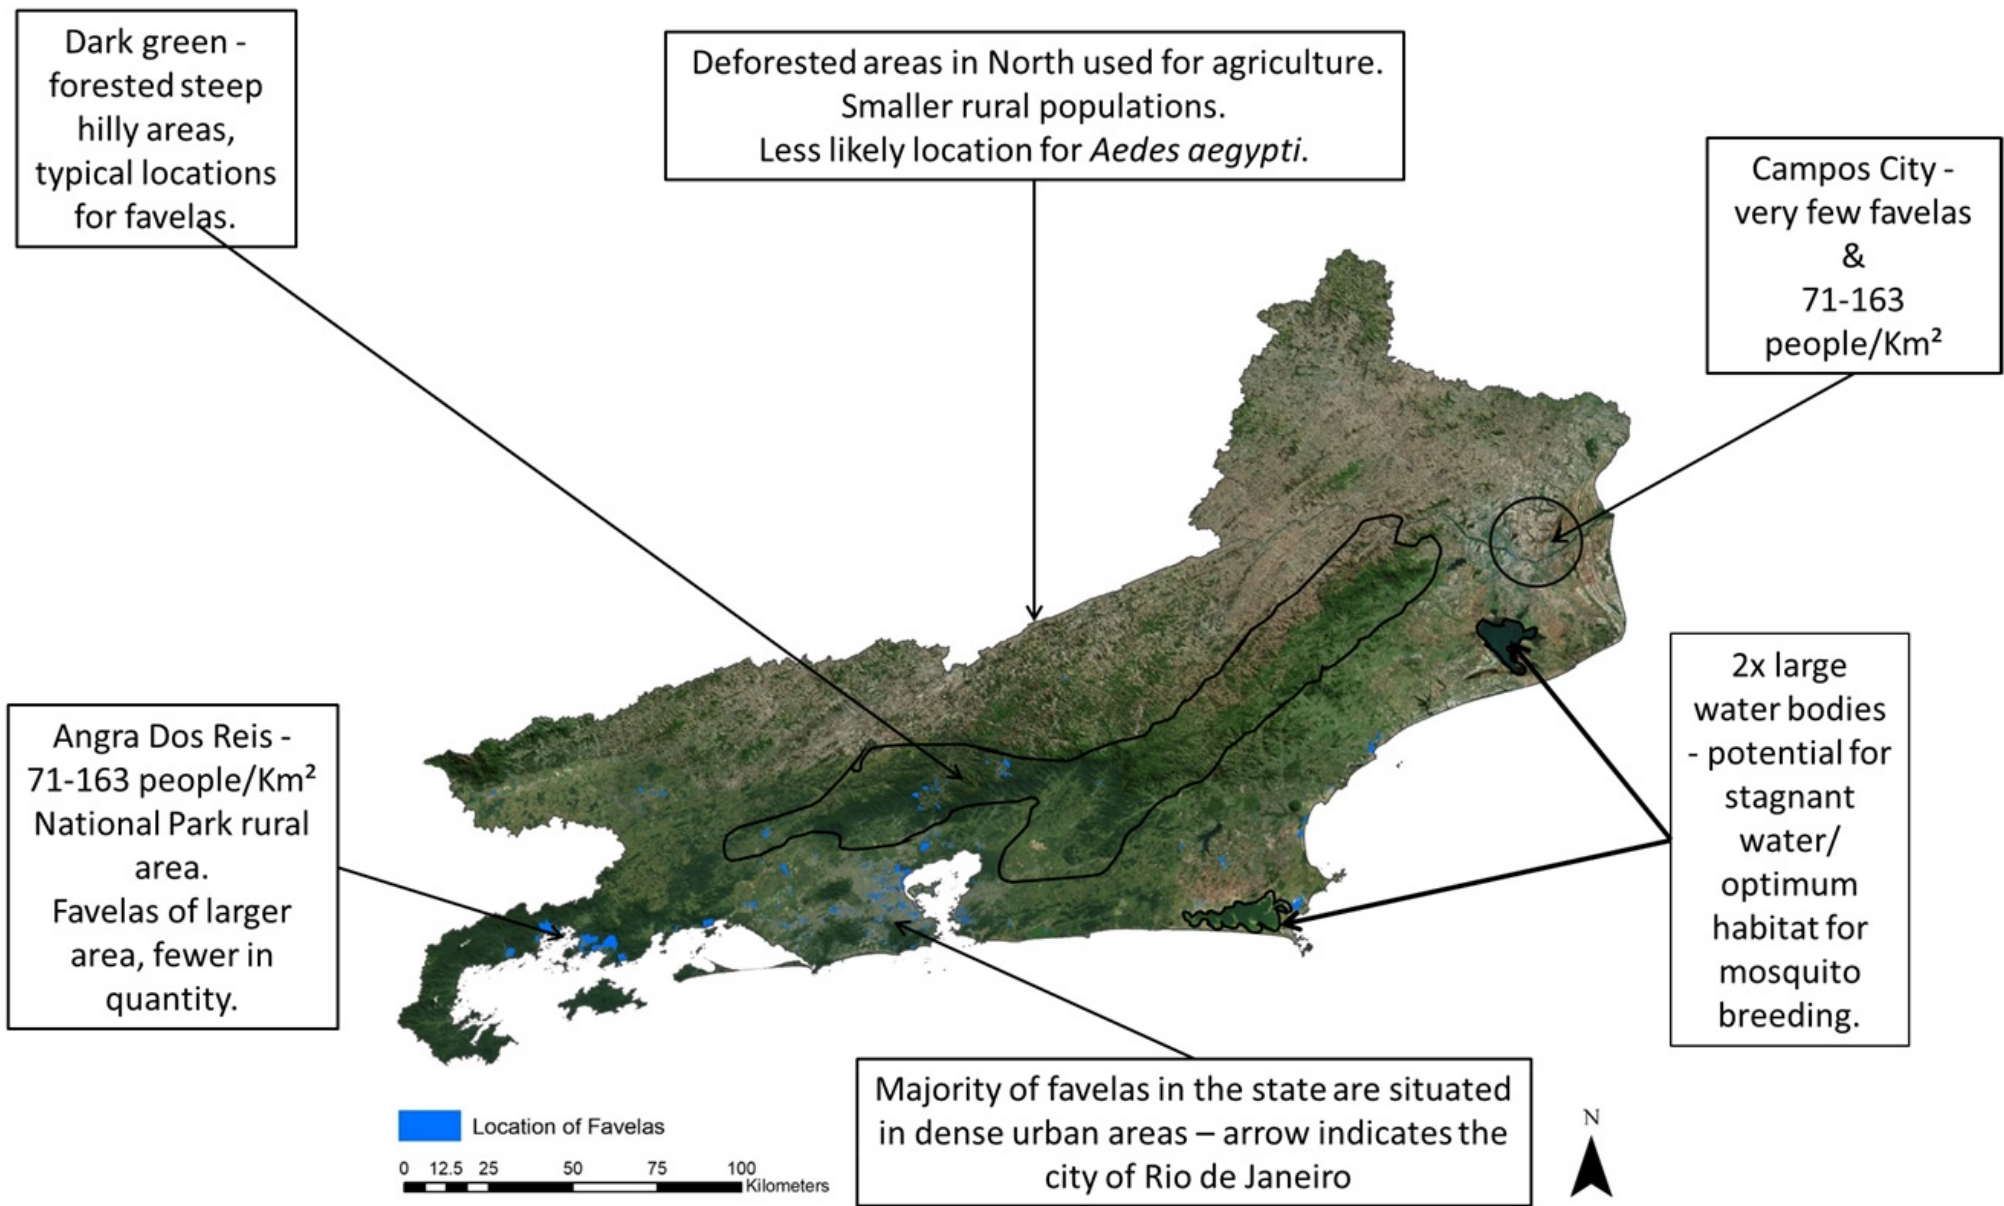 Dark green -
forested steep
hilly areas,
typical locations
for favelas.
Deforested areas in North used for agriculture.
Smaller rural populations.
Less likely location for Aedes aegypti.
Campos City -
very few favelas
&
71-163
people/Km²
Angra Dos Reis -
71-163 people/Km²
National Park rural
area.
Favelas of larger
area, fewer in
quantity.
2x large
water bodies
- potential for
stagnant
water/
optimum
habitat for
mosquito
breeding.
Majority of favelas in the state are situated
in dense urban areas – arrow indicates the
city of Rio de Janeiro
Location of Favelas
0 12.5 25 50 75 100
Kilometers
N